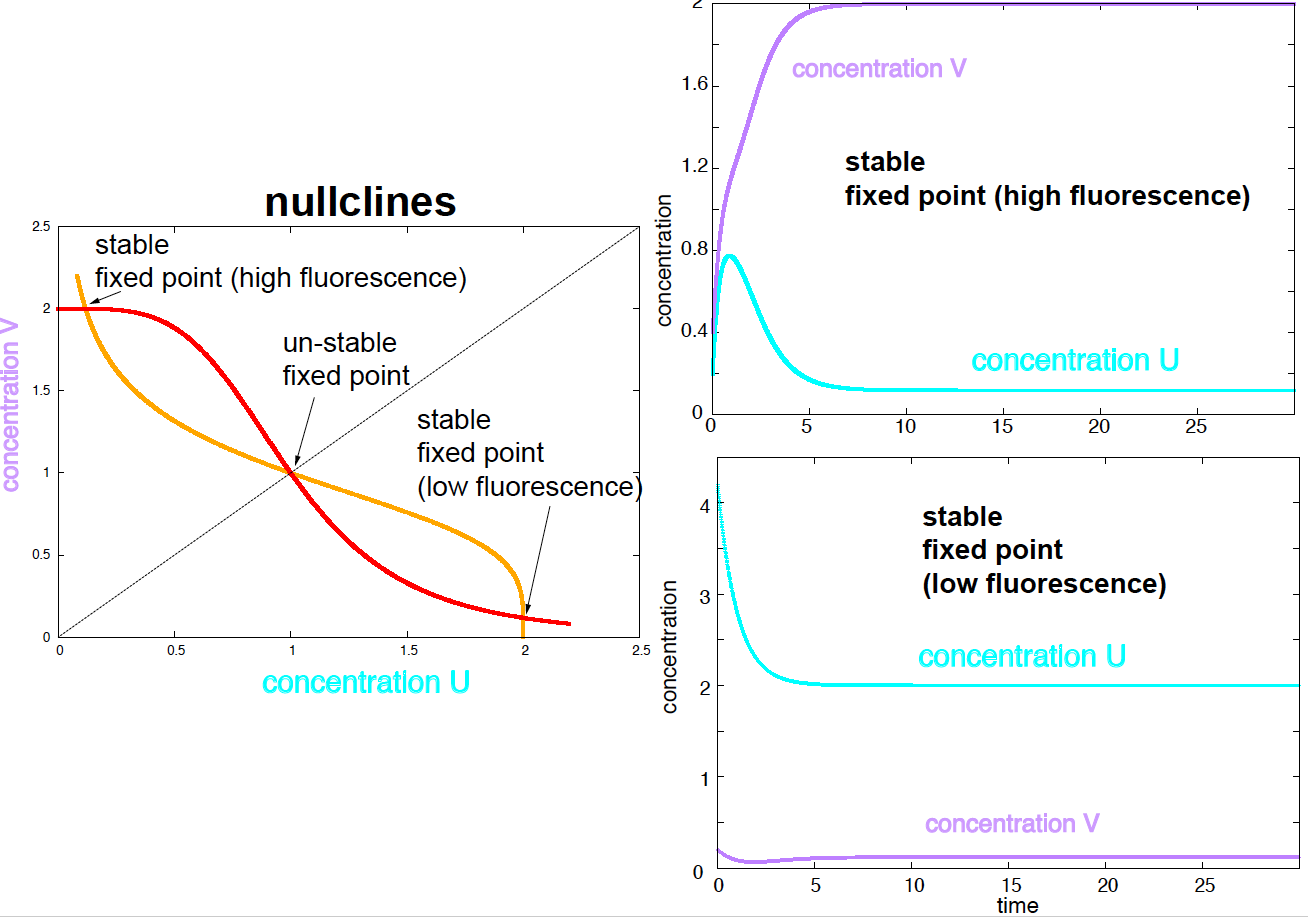 nullclines
2.5
stable
fixed point (high fluorescence)
2
un-stable
fixed point
1.5
stable
fixed point
(low fluorescence)
1
0.5
0
concentration V
0 0.5 1 1.5 2 2.5
concentration U
2
concentration V
1.6
stable
fixed point (high fluorescence)
1.2
0.8
0.4
concentration U
0
concentration
0 5 10 15 20 25
4
stable
fixed point
(low fluorescence)
3
concentration U
2
1
concentration V
0
concentration
0 5 10 15 20 25
time